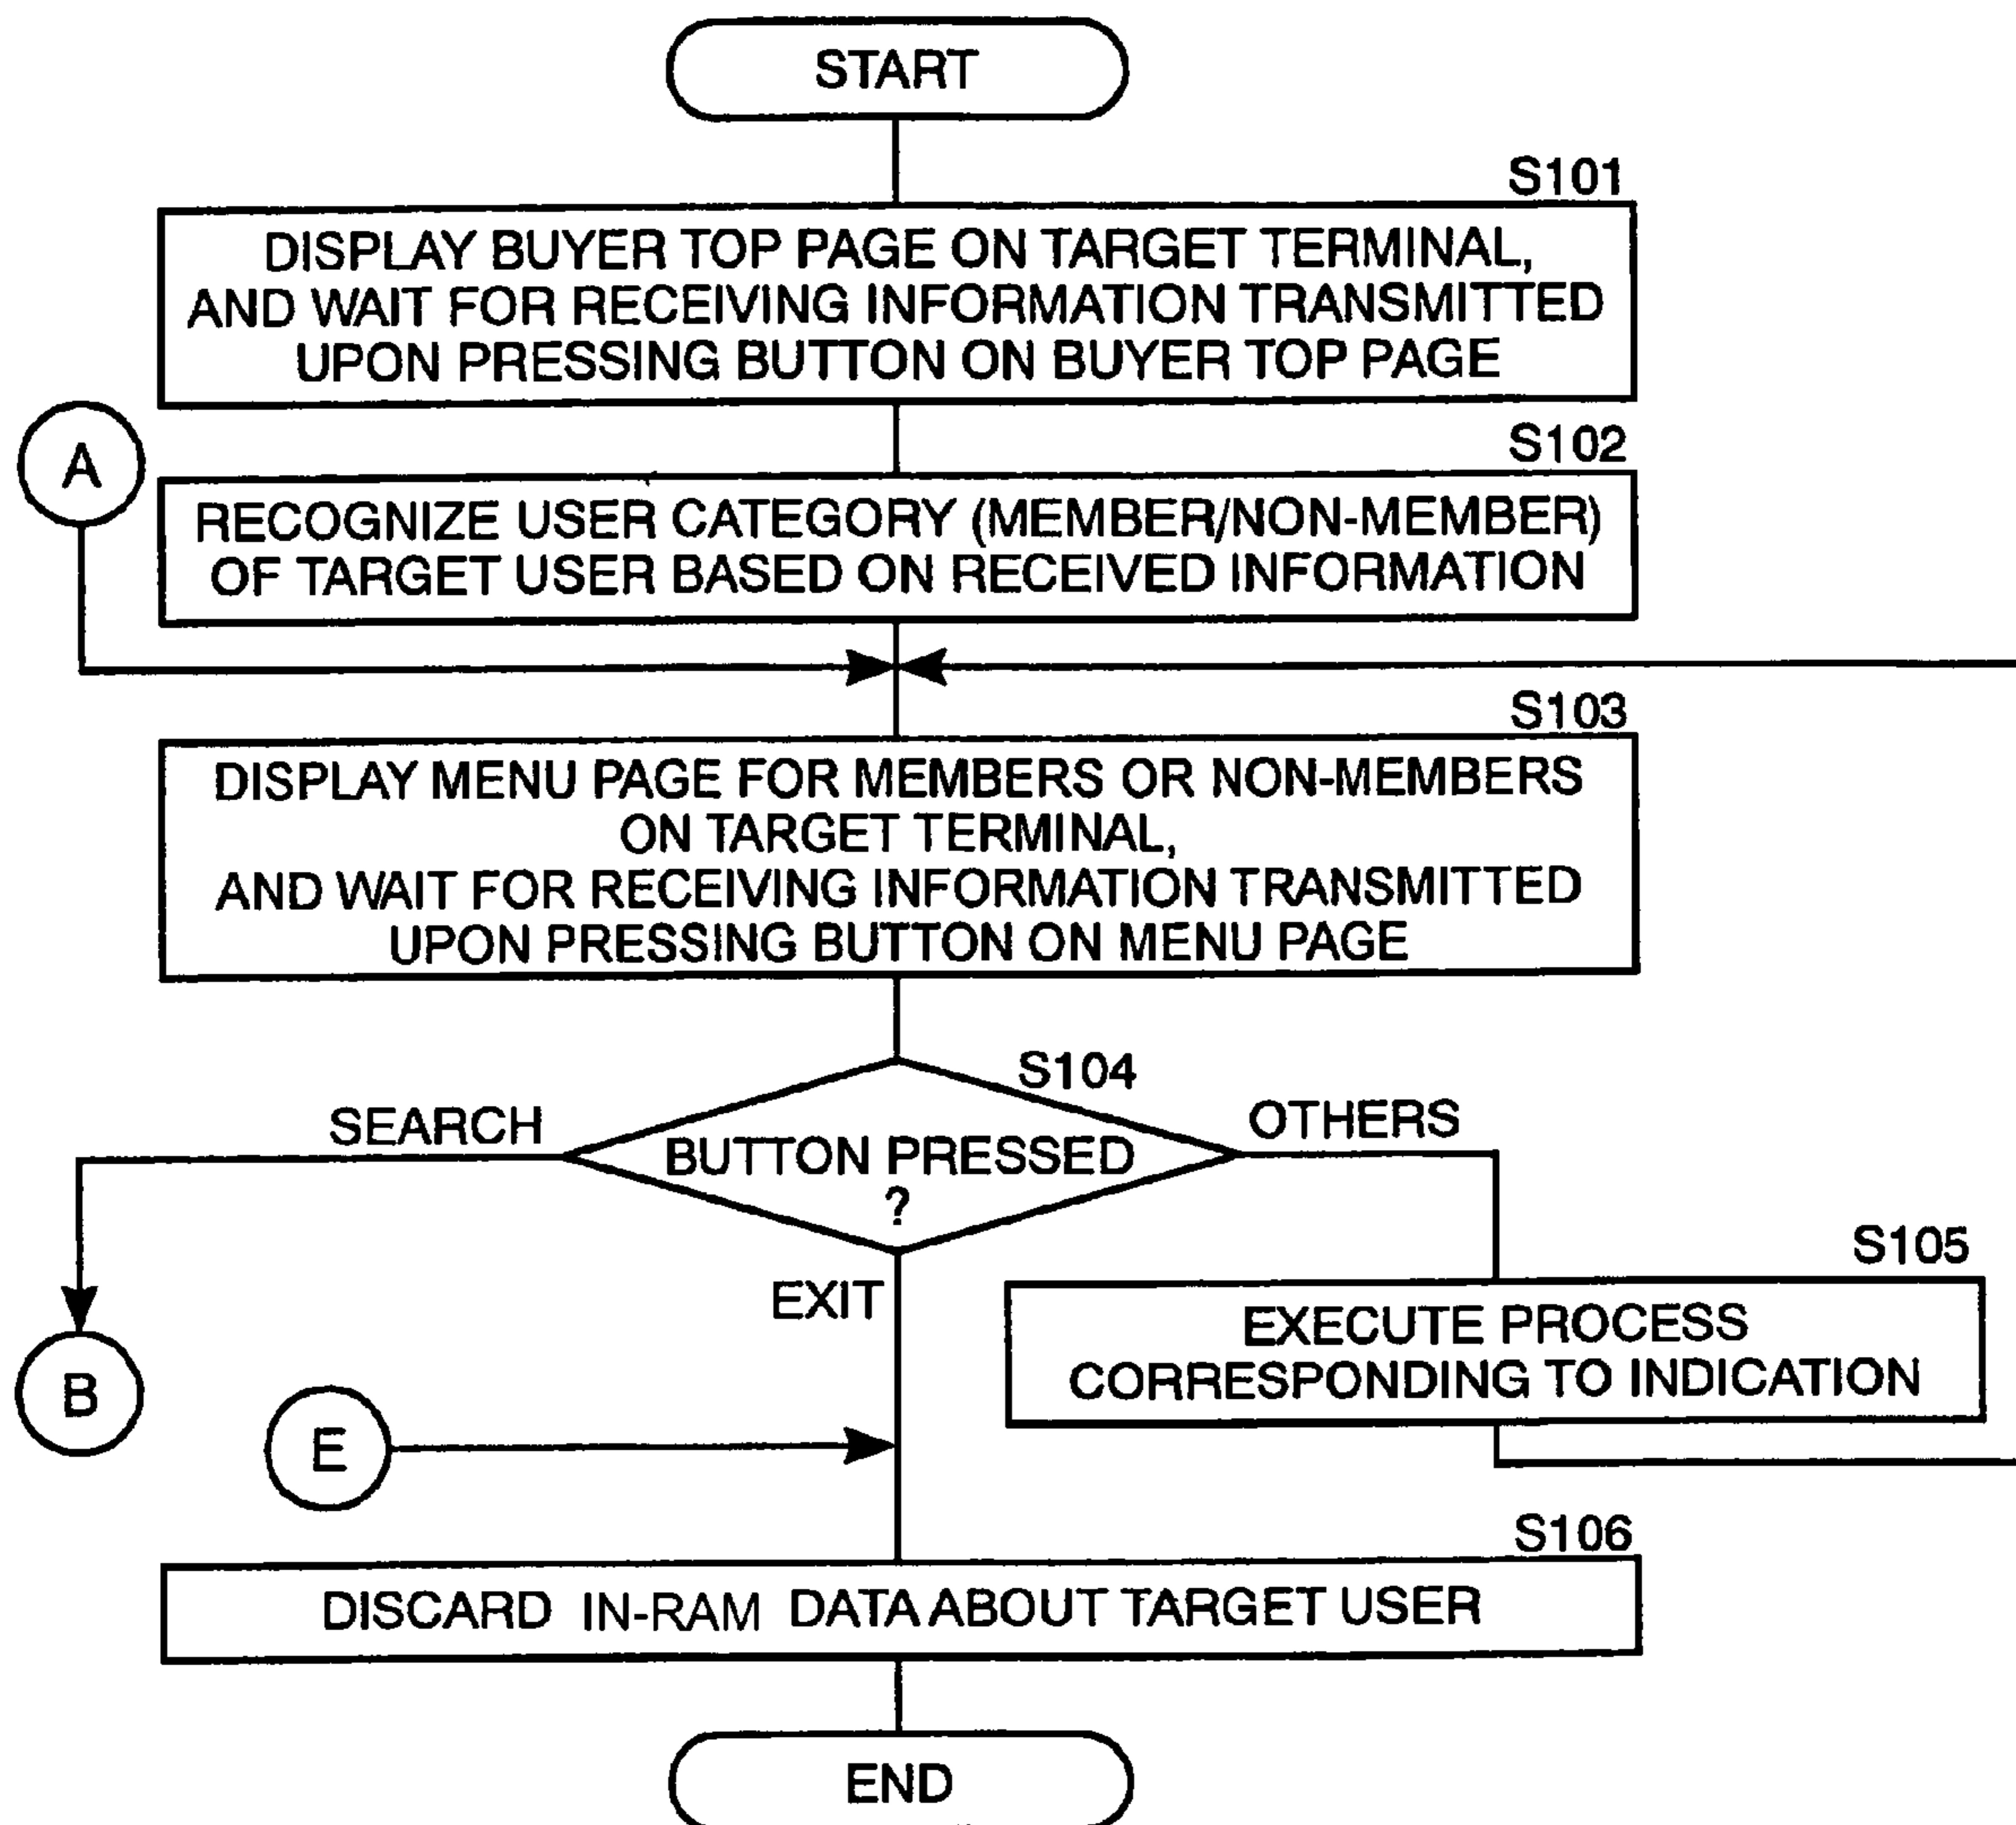 START
S101
DISPLAY BUYER TOP PAGE ON TARGET TERMINAL,
AND WAIT FOR RECEIVING INFORMATION TRANSMITTED
UPON PRESSING BUTTON ON BUYER TOP PAGE
A
S102
RECOGNIZE USER CATEGORY (MEMBER/NON-MEMBER)
OF TARGET USER BASED ON RECEIVED INFORMATION
S103
DISPLAY MENU PAGE FOR MEMBERS OR NON-MEMBERS
ON TARGET TERMINAL,
AND WAIT FOR RECEIVING INFORMATION TRANSMITTED
UPON PRESSING BUTTON ON MENU PAGE
S104
SEARCH
OTHERS
BUTTON PRESSED
?
S105
EXIT
EXECUTE PROCESS
CORRESPONDING TO INDICATION
B
E
S106
DISCARD IN-RAM DATA ABOUT TARGET USER
END